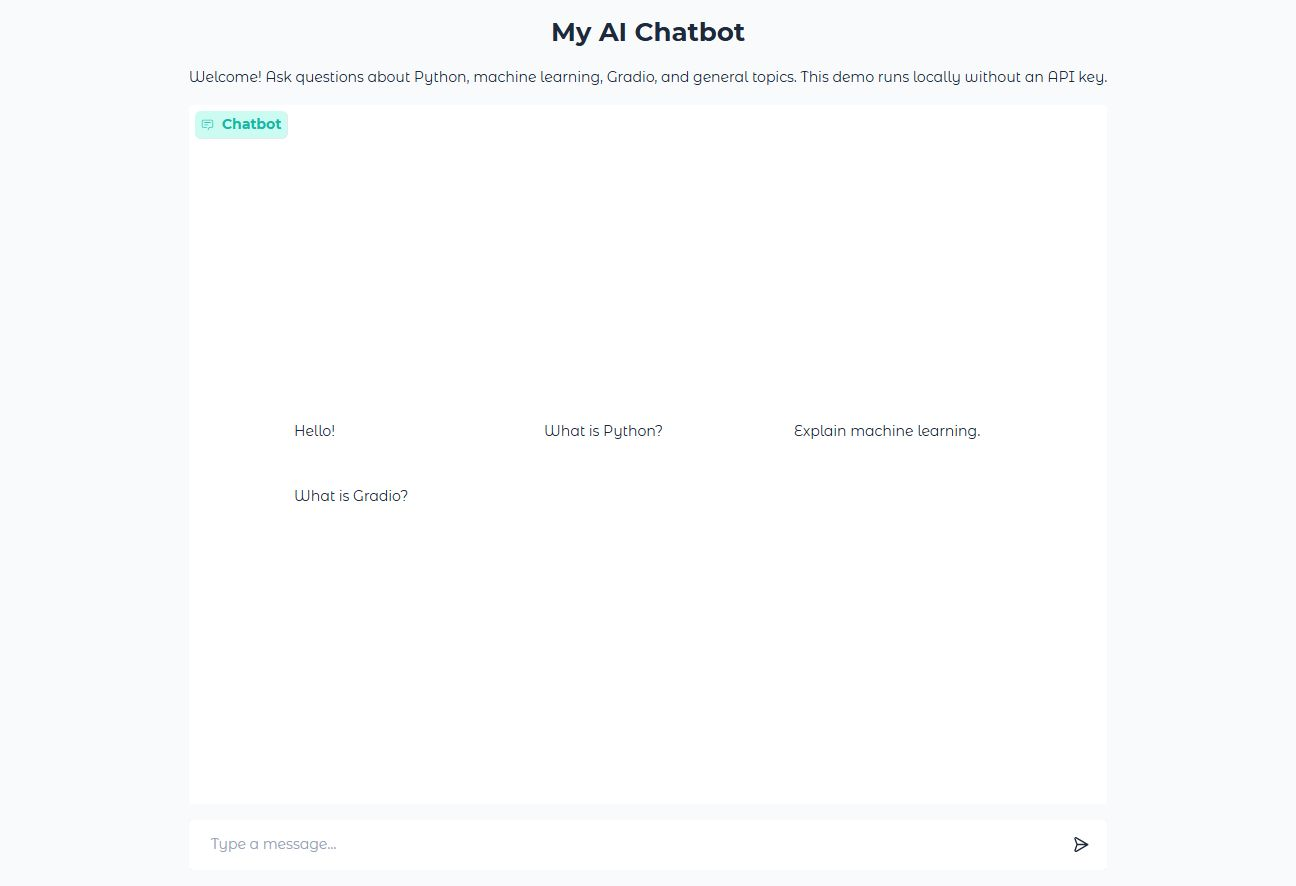 My AI Chatbot
Welcome! Ask questions about Python, machine learning, Gradio, and general topics. This demo runs locally without an API key.
Chatbot
Hello!
What is Python?
Explain machine learning.
What is Gradio?
Type a message...